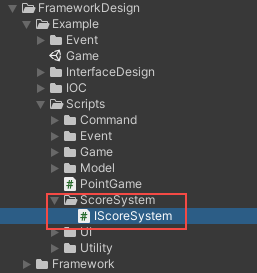 FrameworkDesign
Example
Event
Game
InterfaceDesign
IOC
Scripts
Command
Event
Game
Model
PointGame
ScoreSystem
IScoreSystem
UI
Utility
Framework